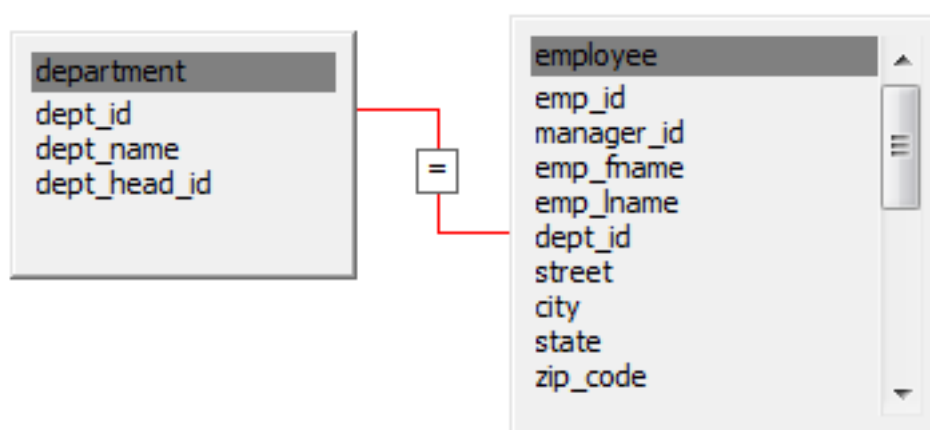 department
dept_id
dept_name
dept_head_id
=
employee
emp_id
manager_id
emp_fname
emp_lname
dept_id
street
city
state
zip_code